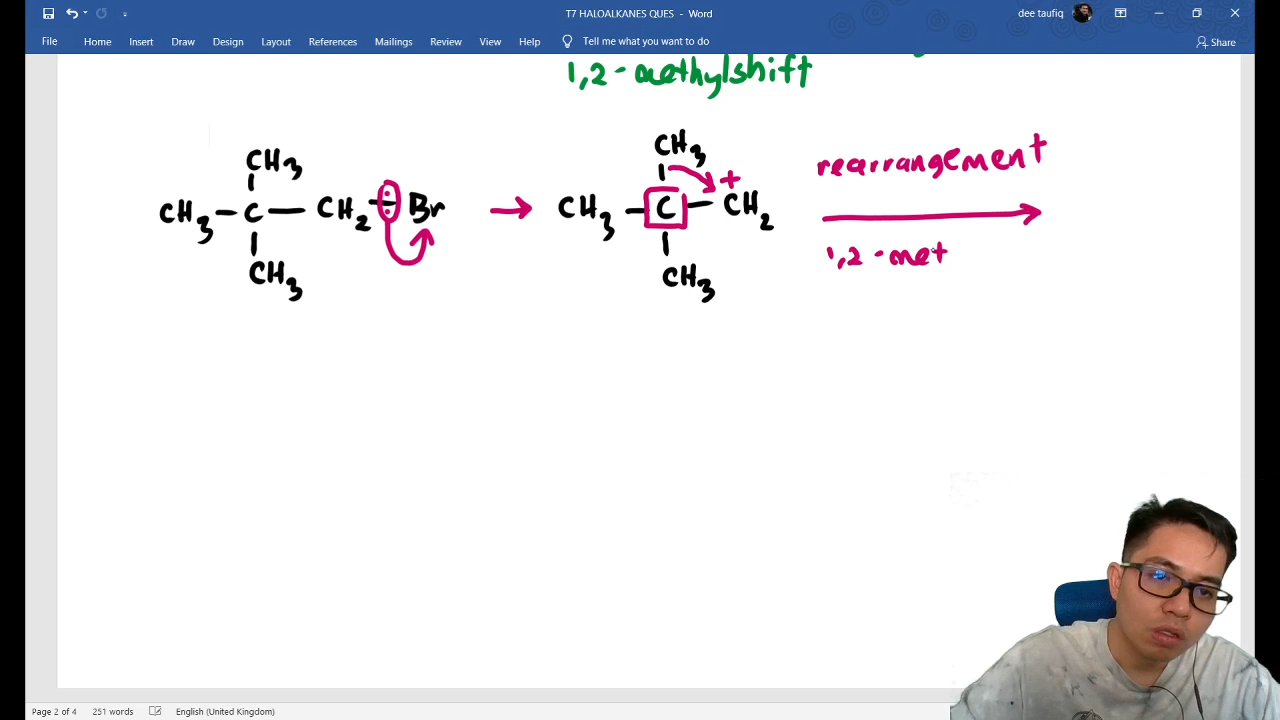 T7 HALOALKANES QUES - Word
dee taufiq
File Home Insert Draw Design Layout References Mailings Review View Help Tell me what you want to do Share
1,2-methylshift
CH3 CH3
CH3-C-CH2-Br → CH3-C-CH2 +
CH3 CH3
rearrangement
1,2-met
Page 2 of 4 251 words English (United Kingdom)